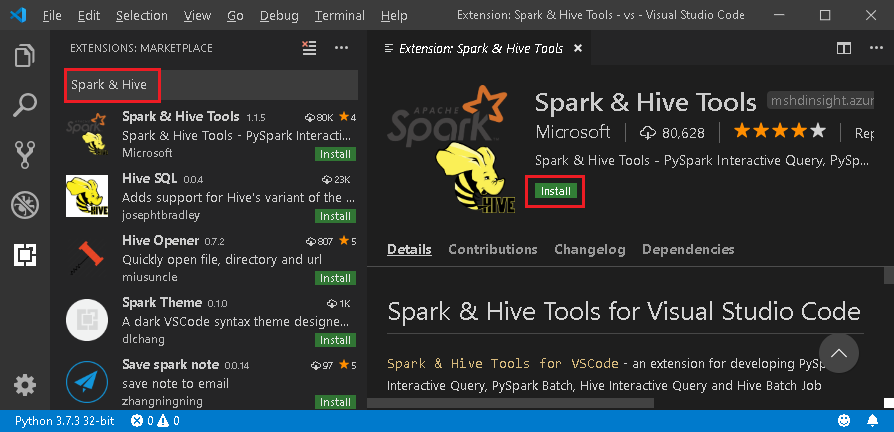 File Edit Selection View Go Debug Terminal Help Extension: Spark & Hive Tools - vs - Visual Studio Code
EXTENSIONS: MARKETPLACE
Spark & Hive
Spark & Hive Tools 1.1.5 80K 4
Spark & Hive Tools - PySpark Interacti...
Microsoft Install
Hive SQL 0.0.4 23K
Adds support for Hive's variant of the ...
josephtbradley Install
Hive Opener 0.7.2 807 5
Quickly open file, directory and url
miusuncle Install
Spark Theme 0.1.0 1K
A dark VSCode syntax theme designe...
dlchang Install
Save spark note 0.0.14 97 5
save note to email
zhangningning Install
Extension: Spark & Hive Tools
APACHE
Spark
HIVE
Spark & Hive Tools mshdinsight.azur
Microsoft 80,628 Rep
Spark & Hive Tools - PySpark Interactive Query, PySp...
Install
Details Contributions Changelog Dependencies
Spark & Hive Tools for Visual Studio Code
Spark & Hive Tools for VSCode - an extension for developing PySp
Interactive Query, PySpark Batch, Hive Interactive Query and Hive Batch Job
Python 3.7.3 32-bit 0 0